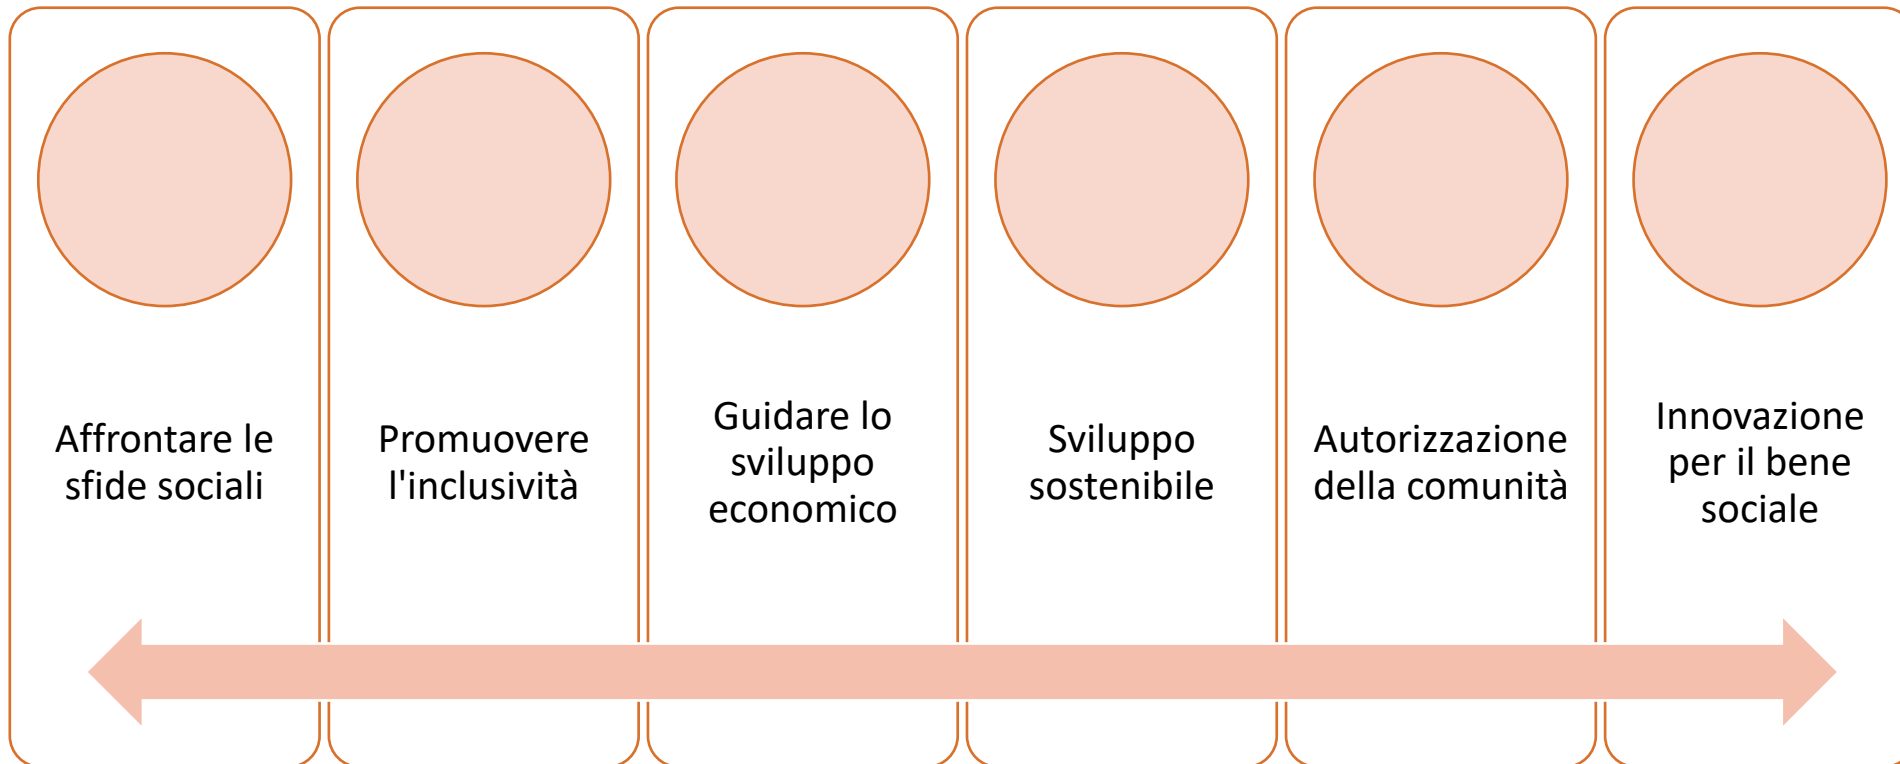 Affrontare le
sfide sociali
Promuovere
l'inclusività
Guidare lo
sviluppo
economico
Sviluppo
sostenibile
Autorizzazione
della comunità
Innovazione
per il bene
sociale